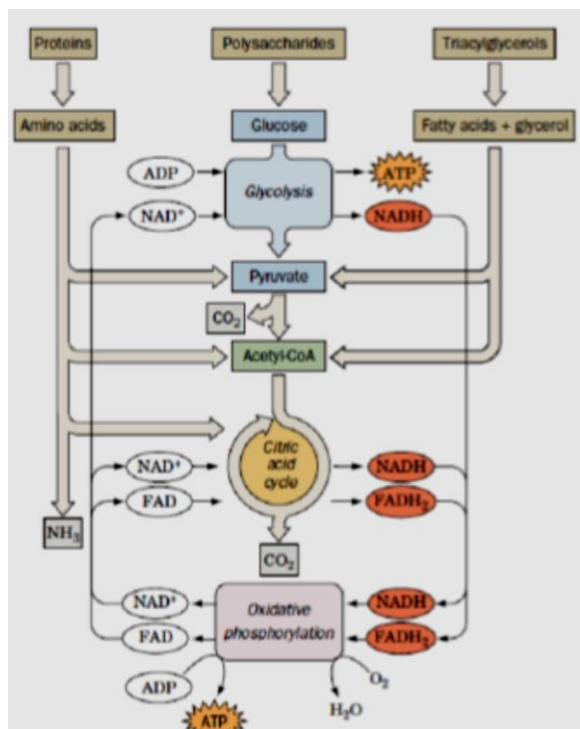 Proteins
Polysaccharides
Triacylglycerols
Amino acids
Glucose
Fatty acids + glycerol
ADP
ATP
Glycolysis
NAD⁺
NADH
Pyruvate
CO₂
Acetyl-CoA
Citric
acid
cycle
NAD⁺
NADH
FAD
FADH₂
NH₃
CO₂
NAD⁺
Oxidative
phosphorylation
NADH
FAD
FADH₂
ADP
O₂
ATP
H₂O